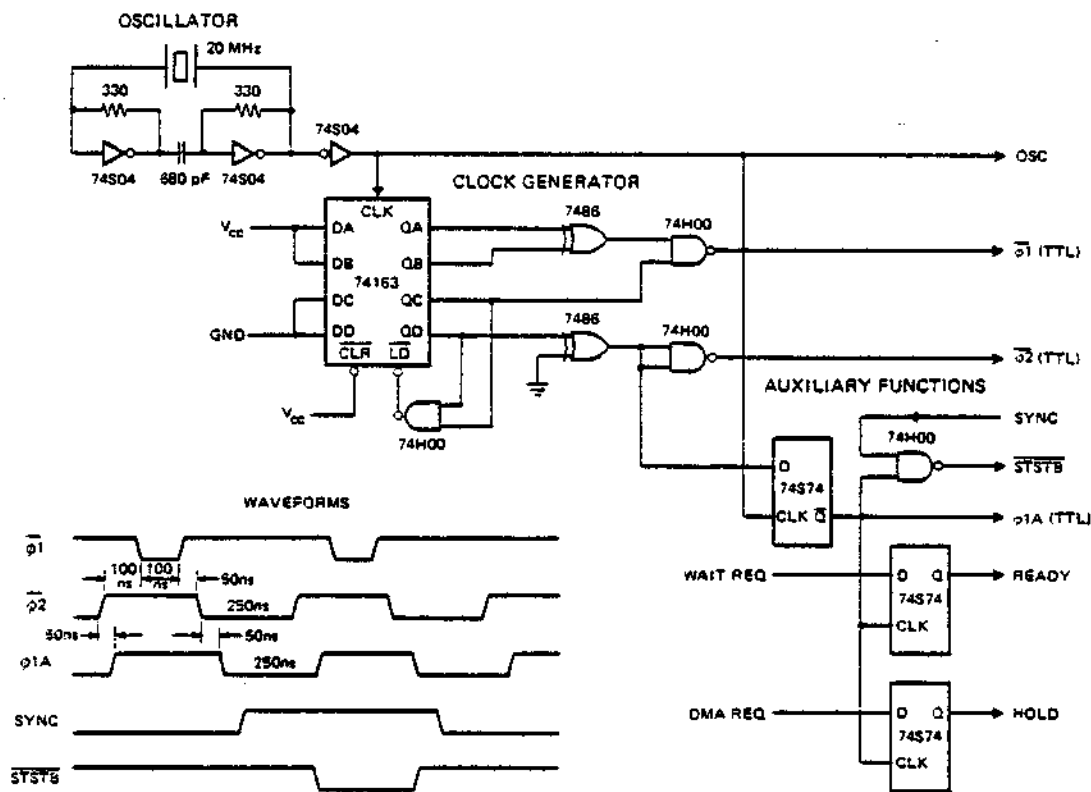 OSCILLATOR
20 MHz
330 330
74S04
74S04 680 pF 74S04
OSC
CLOCK GENERATOR
CLK
7486
74H00
VCC
DA QA
DB QB
74163
DC QC
DD QD
GND
CLR LD
VCC
74H00
φ1 (TTL)
7486
74H00
φ2 (TTL)
AUXILIARY FUNCTIONS
SYNC
74H00
STSTB
D
74S74
CLK Q
φ1A (TTL)
WAIT REQ
D Q
READY
74S74
CLK
DMA REQ
D Q
HOLD
74S74
CLK
WAVEFORMS
φ1
100 ns 100 ns 50ns
φ2
250ns
50ns 50ns
φ1A
250ns
SYNC
STSTB